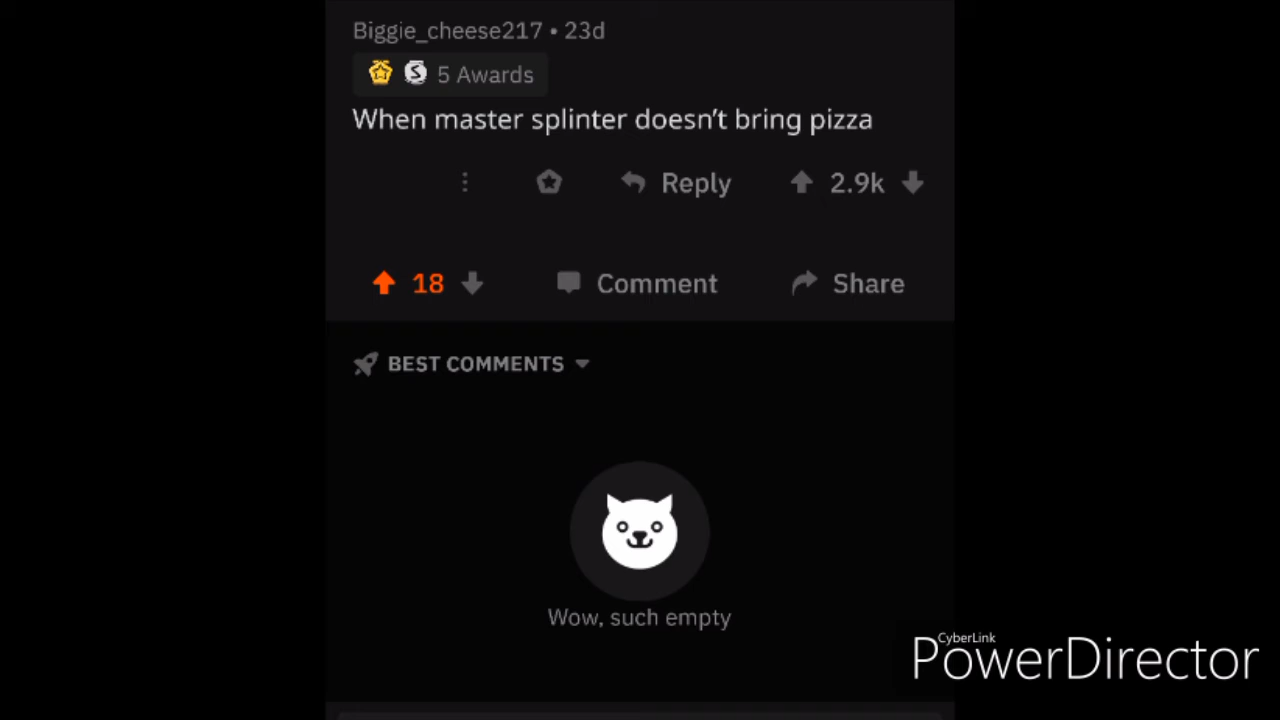 Biggie_cheese217 • 23d
5 Awards
When master splinter doesn't bring pizza
Reply 2.9k
18 Comment Share
BEST COMMENTS
Wow, such empty
CyberLink
PowerDirector